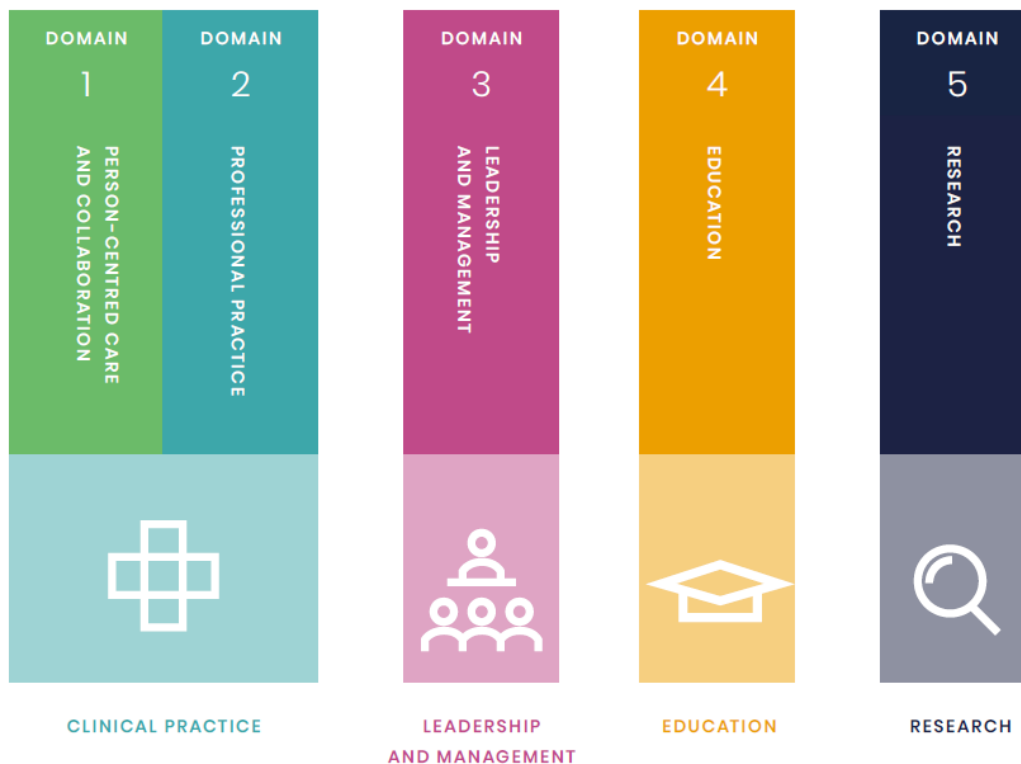 DOMAIN
1
PERSON-CENTRED CARE
AND COLLABORATION
DOMAIN
2
PROFESSIONAL PRACTICE
DOMAIN
3
LEADERSHIP
AND MANAGEMENT
DOMAIN
4
EDUCATION
DOMAIN
5
RESEARCH
CLINICAL PRACTICE
LEADERSHIP
AND MANAGEMENT
EDUCATION
RESEARCH